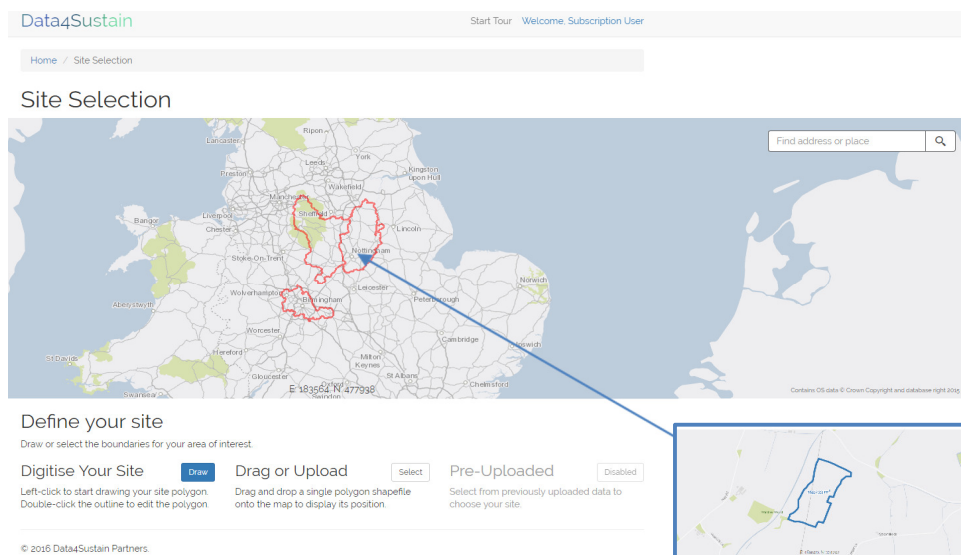 Data4Sustain
Start Tour Welcome, Subscription User
Home / Site Selection
Site Selection
Find address or place
Ripon
Lancaster
York
Leeds
Preston
Kingston
upon Hull
Wakefield
Manche
Sheffield
Liverpool
Lincoln
Bangor
Chester
Nottingham
Stoke-On-Trent
Norwich
Leicester
Wolverhampton
Peterborough
Birmingham
Aberystwyth
Worcester
Cambridge
Ipswich
Hereford
Milton
Keynes
St Davids
Gloucester
St Albans
Oxford
Chelmsford
E: 183564, N: 477938
Swansea
Swindon
Contains OS data © Crown Copyright and database right 2015
Define your site
Draw or select the boundaries for your area of interest.
Digitise Your Site Draw
Left-click to start drawing your site polygon.
Double-click the outline to edit the polygon.
Drag or Upload Select
Drag and drop a single polygon shapefile
onto the map to display its position.
Pre-Uploaded Disabled
Select from previously uploaded data to
choose your site.
© 2016 Data4Sustain Partners.